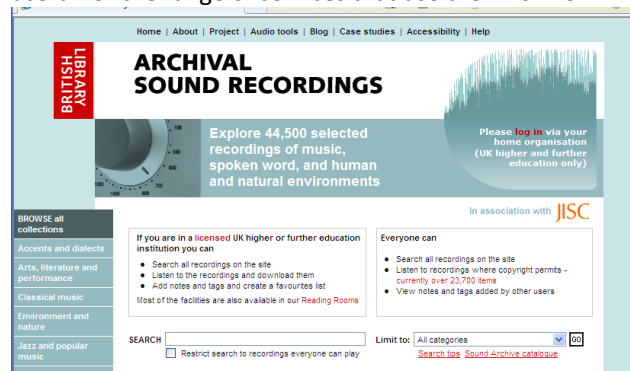 Home | About | Project | Audio tools | Blog | Case studies | Accessibility | Help
BRITISH
LIBRARY
ARCHIVAL
SOUND RECORDINGS
Explore 44,500 selected
recordings of music,
spoken word, and human
and natural environments
Please log in via your
home organisation
(UK higher and further
education only)
In association with JISC
BROWSE all
collections
Accents and dialects
Arts, literature and
performance
Classical music
Environment and
nature
Jazz and popular
music
If you are in a licensed UK higher or further education
institution you can
• Search all recordings on the site
• Listen to the recordings and download them
• Add notes and tags and create a favourites list
Most of the facilities are also available in our Reading Rooms
Everyone can
• Search all recordings on the site
• Listen to recordings where copyright permits -
currently over 23,700 items
• View notes and tags added by other users
SEARCH
Limit to: All categories GO
Restrict search to recordings everyone can play
Search tips Sound Archive catalogue